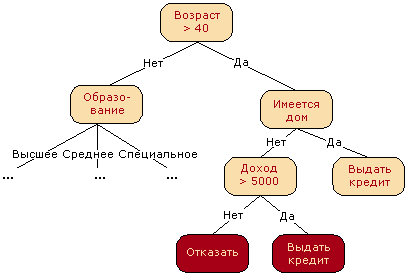 Возраст
> 40
Нет
Да
Образо-
вание
Имеется
дом
Высшее Среднее Специальное
... ... ...
Нет
Да
Доход
> 5000
Выдать
кредит
Нет
Да
Отказать
Выдать
кредит